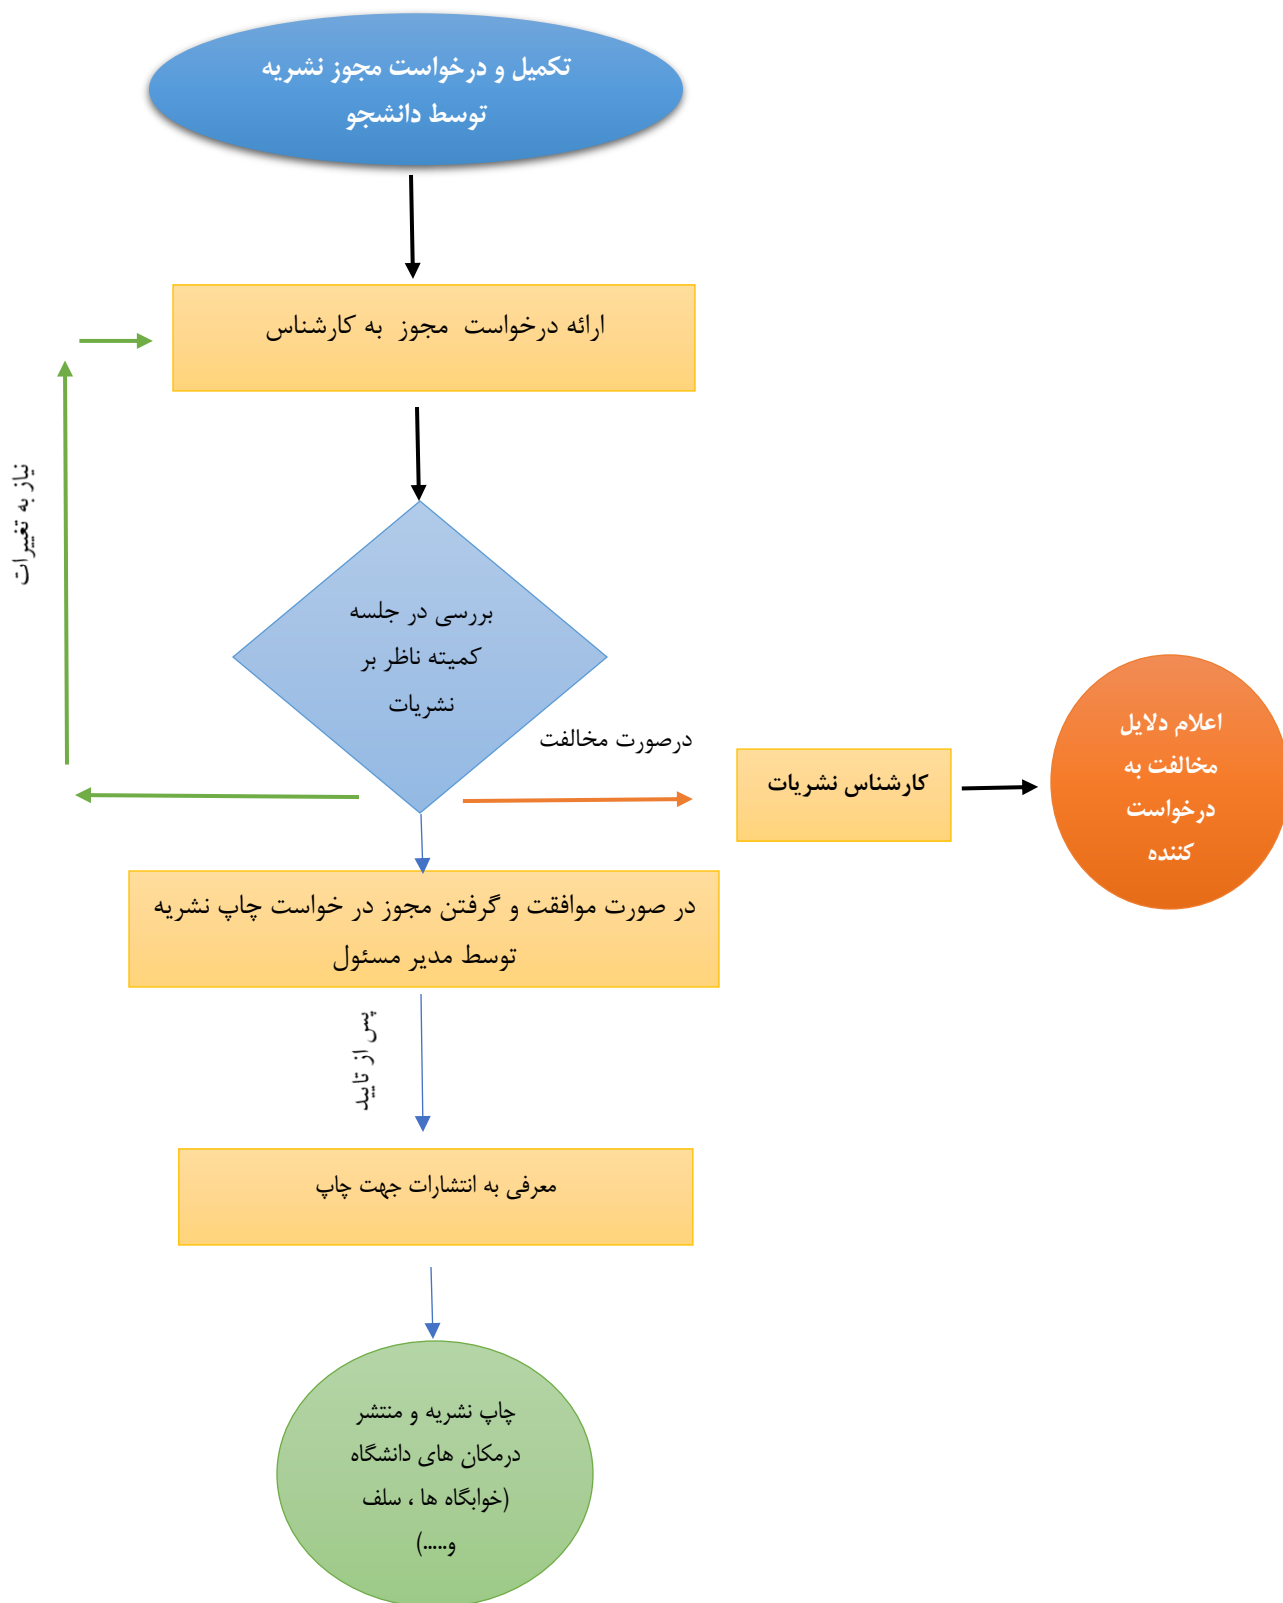 تکمیل و درخواست مجوز نشریه
توسط دانشجو
ارائه درخواست مجوز به کارشناس
نیاز به تغییرات
بررسی در جلسه
کمیته ناظر بر
نشریات
درصورت مخالفت
کارشناس نشریات
اعلام دلایل
مخالفت به
درخواست
کننده
در صورت موافقت و گرفتن مجوز در خواست چاپ نشریه
توسط مدیر مسئول
پس از تایید
معرفی به انتشارات جهت چاپ
چاپ نشریه و منتشر
درمکان های دانشگاه
(خوابگاه ها ، سلف
و.....)